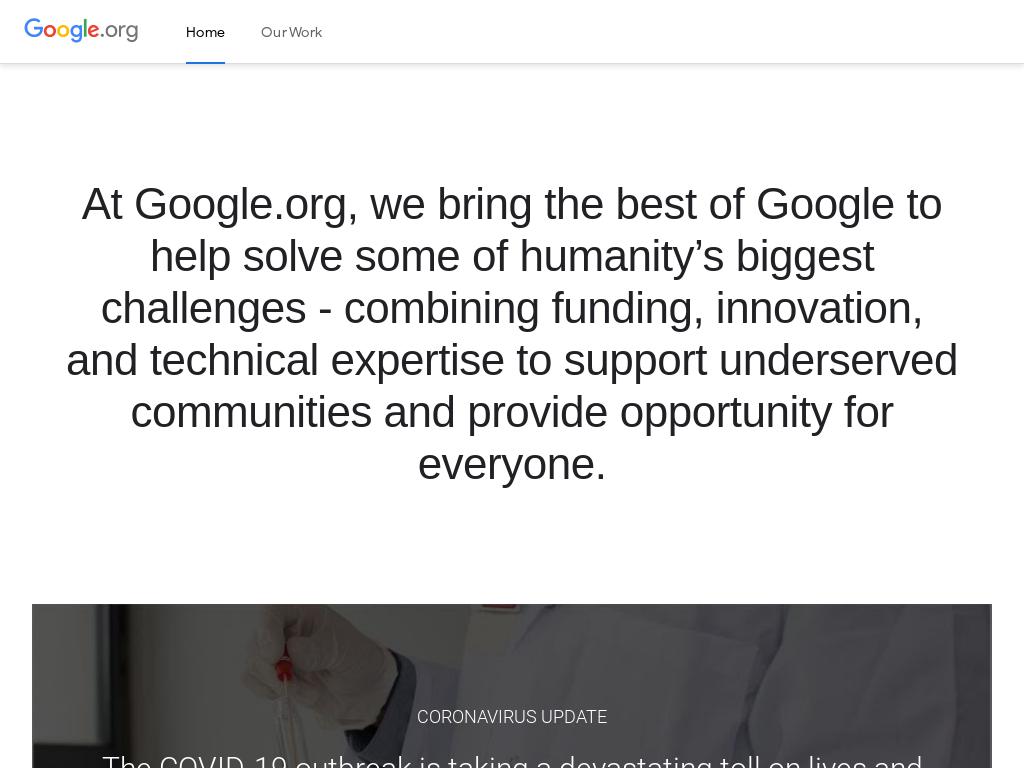 Google.org
Home
Our Work
At Google.org, we bring the best of Google to
help solve some of humanity’s biggest
challenges - combining funding, innovation,
and technical expertise to support underserved
communities and provide opportunity for
everyone.
CORONAVIRUS UPDATE
The COVID-19 outbreak is taking a devastating toll on lives and